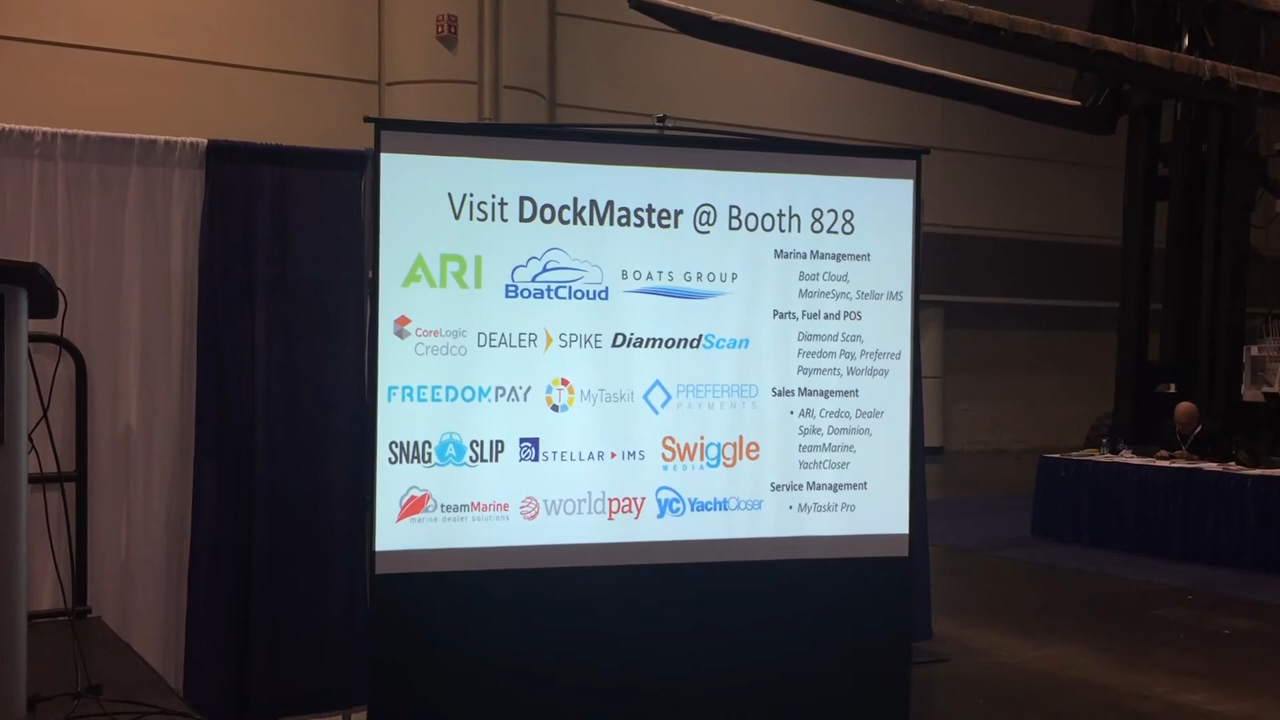 Visit DockMaster @ Booth 828
ARI
BoatCloud
BOATS GROUP
CoreLogic
Credco
DEALER SPIKE
DiamondScan
FREEDOMPAY
T
MyTaskit
PREFERRED
PAYMENTS
SNAG A SLIP
STELLAR IMS
Swiggle
MEDIA
teamMarine
marine dealer solutions
worldpay
yc YachtCloser
Marina Management
Boat Cloud,
MarineSync, Stellar IMS
Parts, Fuel and POS
Diamond Scan,
Freedom Pay, Preferred
Payments, Worldpay
Sales Management
• ARI, Credco, Dealer
Spike, Dominion,
teamMarine,
YachtCloser
Service Management
• MyTaskit Pro